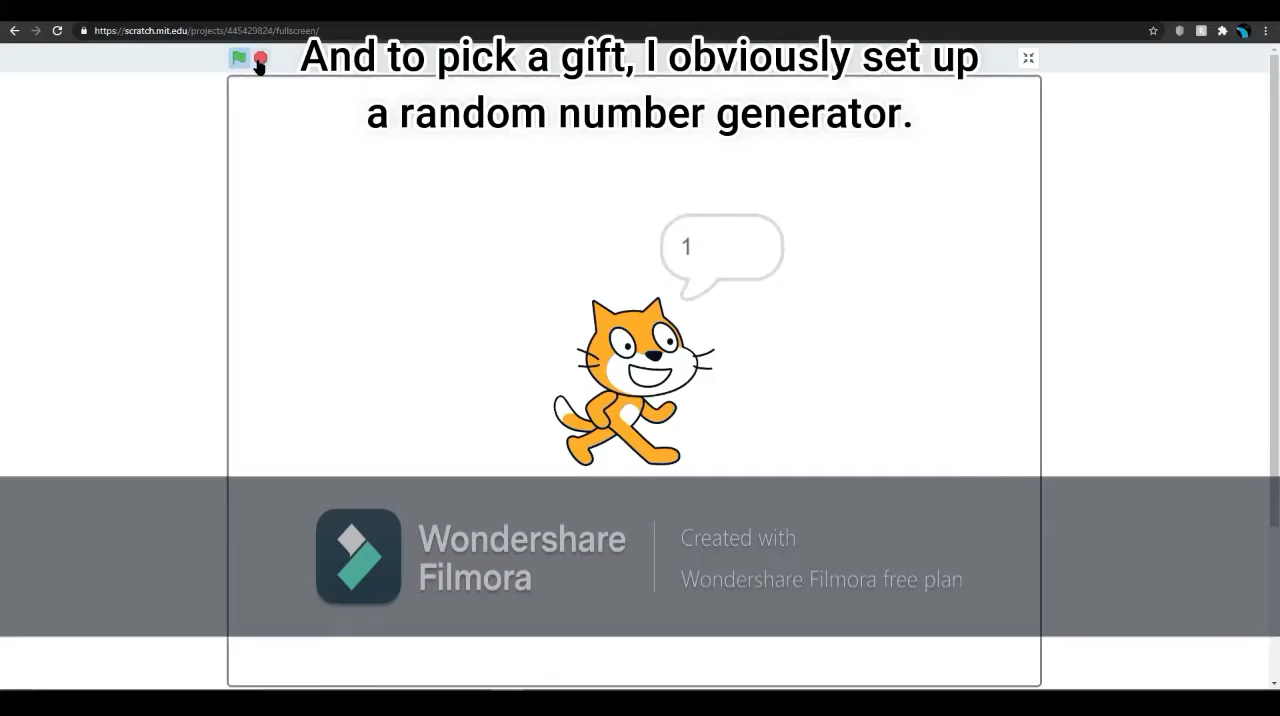 https://scratch.mit.edu/projects/445429824/fullscreen/
And to pick a gift, I obviously set up
a random number generator.
1
Wondershare
Filmora
Created with
Wondershare Filmora free plan